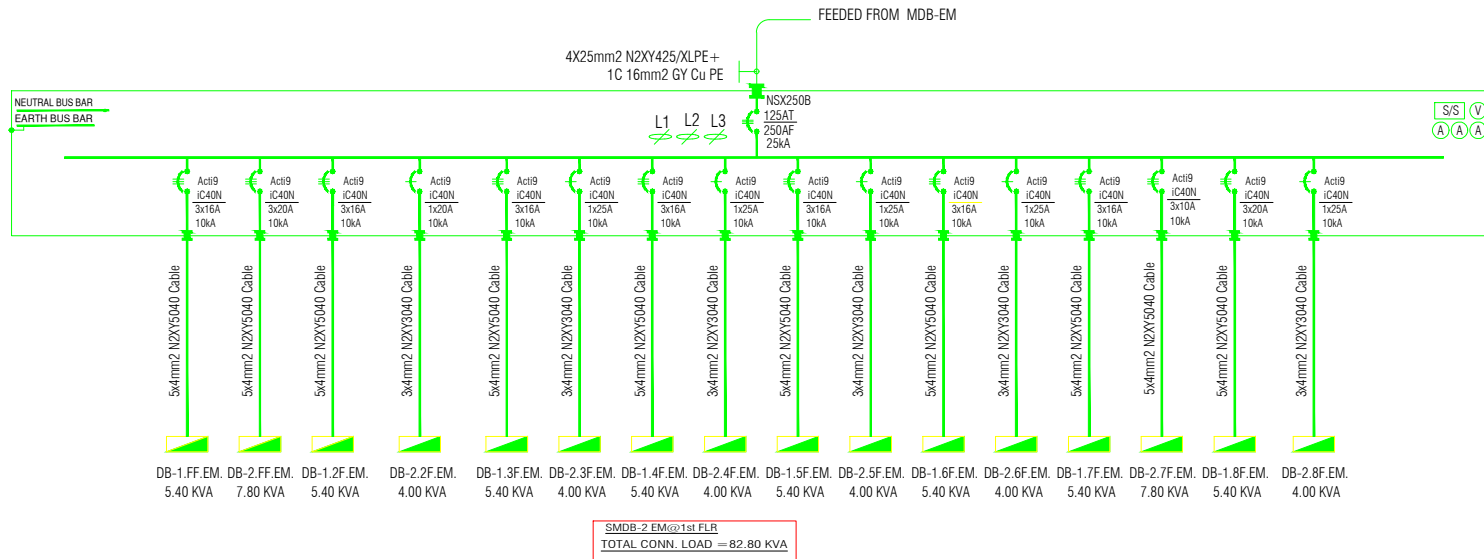 FEEDED FROM MDB-EM
4X25mm2 N2XY425/XLPE+
1C 16mm2 GY Cu PE
NEUTRAL BUS BAR
EARTH BUS BAR
L1 L2 L3
NSX250B
125AT
250AF
25kA
S/S V
A A A
Acti9 Acti9 Acti9 Acti9 Acti9 Acti9 Acti9 Acti9 Acti9 Acti9 Acti9 Acti9 Acti9 Acti9 Acti9 Acti9
iC40N iC40N iC40N iC40N iC40N iC40N iC40N iC40N iC40N iC40N iC40N iC40N iC40N iC40N iC40N iC40N
3x16A 3x20A 3x16A 1x20A 3x16A 1x25A 3x16A 1x25A 3x16A 1x25A 3x16A 1x25A 3x16A 3x10A 3x20A 1x25A
10kA 10kA 10kA 10kA 10kA 10kA 10kA 10kA 10kA 10kA 10kA 10kA 10kA 10kA 10kA 10kA
5x4mm2 N2XY5040 Cable
5x4mm2 N2XY5040 Cable
5x4mm2 N2XY5040 Cable
3x4mm2 N2XY3040 Cable
5x4mm2 N2XY5040 Cable
3x4mm2 N2XY3040 Cable
5x4mm2 N2XY5040 Cable
3x4mm2 N2XY3040 Cable
5x4mm2 N2XY5040 Cable
3x4mm2 N2XY3040 Cable
5x4mm2 N2XY5040 Cable
3x4mm2 N2XY3040 Cable
5x4mm2 N2XY5040 Cable
5x4mm2 N2XY5040 Cable
5x4mm2 N2XY5040 Cable
3x4mm2 N2XY3040 Cable
DB-1.FF.EM. DB-2.FF.EM. DB-1.2F.EM. DB-2.2F.EM. DB-1.3F.EM. DB-2.3F.EM. DB-1.4F.EM. DB-2.4F.EM. DB-1.5F.EM. DB-2.5F.EM. DB-1.6F.EM. DB-2.6F.EM. DB-1.7F.EM. DB-2.7F.EM. DB-1.8F.EM. DB-2.8F.EM.
5.40 KVA 7.80 KVA 5.40 KVA 4.00 KVA 5.40 KVA 4.00 KVA 5.40 KVA 4.00 KVA 5.40 KVA 4.00 KVA 5.40 KVA 4.00 KVA 5.40 KVA 7.80 KVA 5.40 KVA 4.00 KVA
SMDB-2 EM@1st FLR
TOTAL CONN. LOAD =82.80 KVA